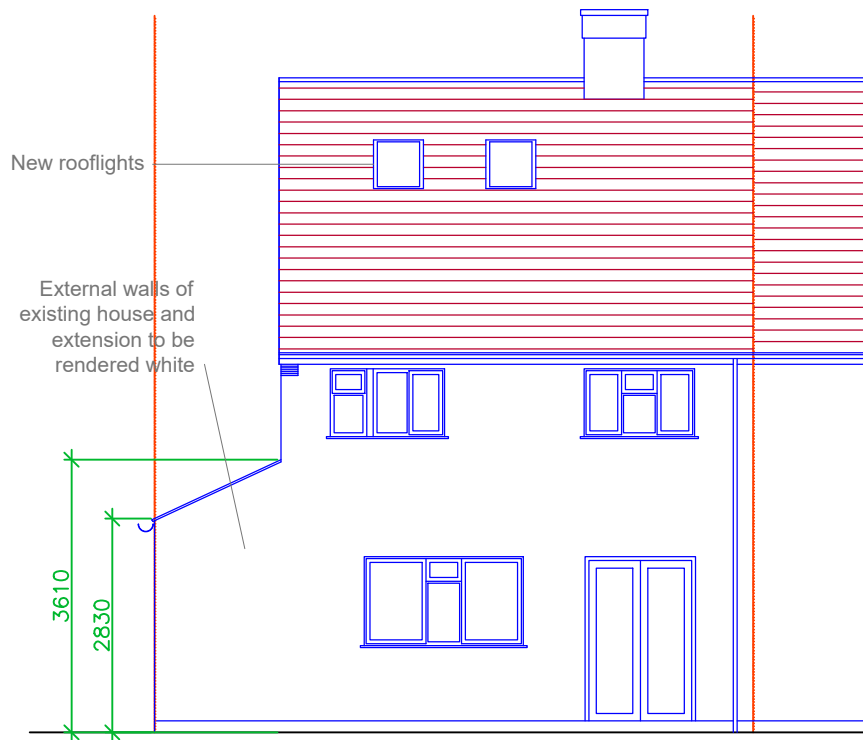 New rooflights
External walls of
existing house and
extension to be
rendered white
3610
2830